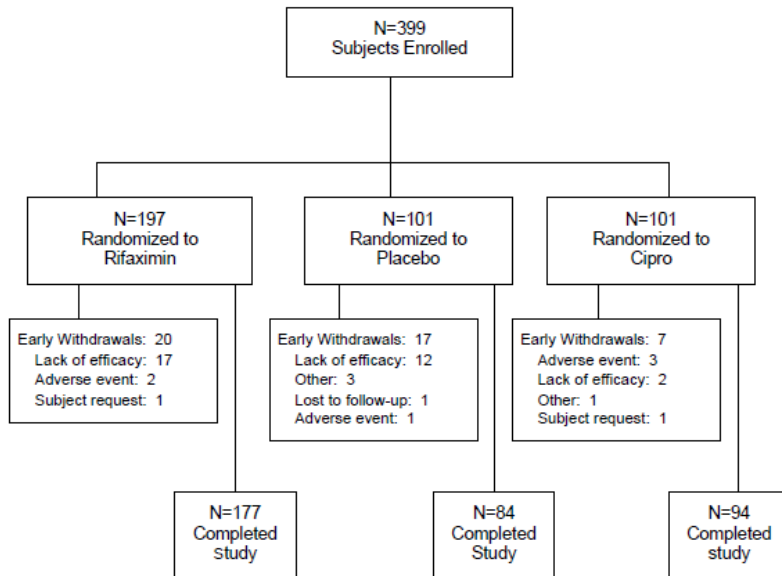 N=399
Subjects Enrolled
N=197
Randomized to
Rifaximin
N=101
Randomized to
Placebo
N=101
Randomized to
Cipro
Early Withdrawals: 20
Lack of efficacy: 17
Adverse event: 2
Subject request: 1
Early Withdrawals: 17
Lack of efficacy: 12
Other: 3
Lost to follow-up: 1
Adverse event: 1
Early Withdrawals: 7
Adverse event: 3
Lack of efficacy: 2
Other: 1
Subject request: 1
N=177
Completed
study
N=84
Completed
Study
N=94
Completed
study